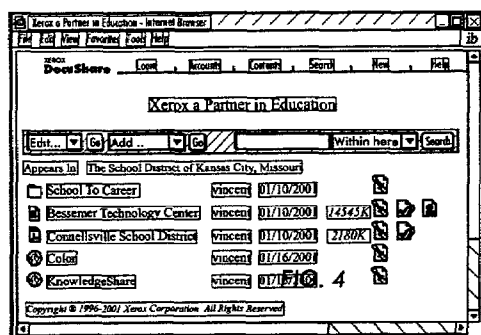 Xerox a Partner in Education - Internet Browser
File Edit View Favorites Tools Help
XEROX
DocuShare Logon , Accounts , Contents , Search , New , Help
Xerox a Partner in Education
Edit... Go Add .. Go Within here Search
Appears In The School District of Kansas City, Missouri
School To Career vincent 01/10/2001
Bessemer Technology Center vincent 01/10/2001 14545K
Connellsville School District vincent 01/10/2001 2180K
Color vincent 01/16/2001
KnowledgeShare vincent
FIG. 4
Copyright © 1996-2001 Xerox Corporation All Rights Reserved